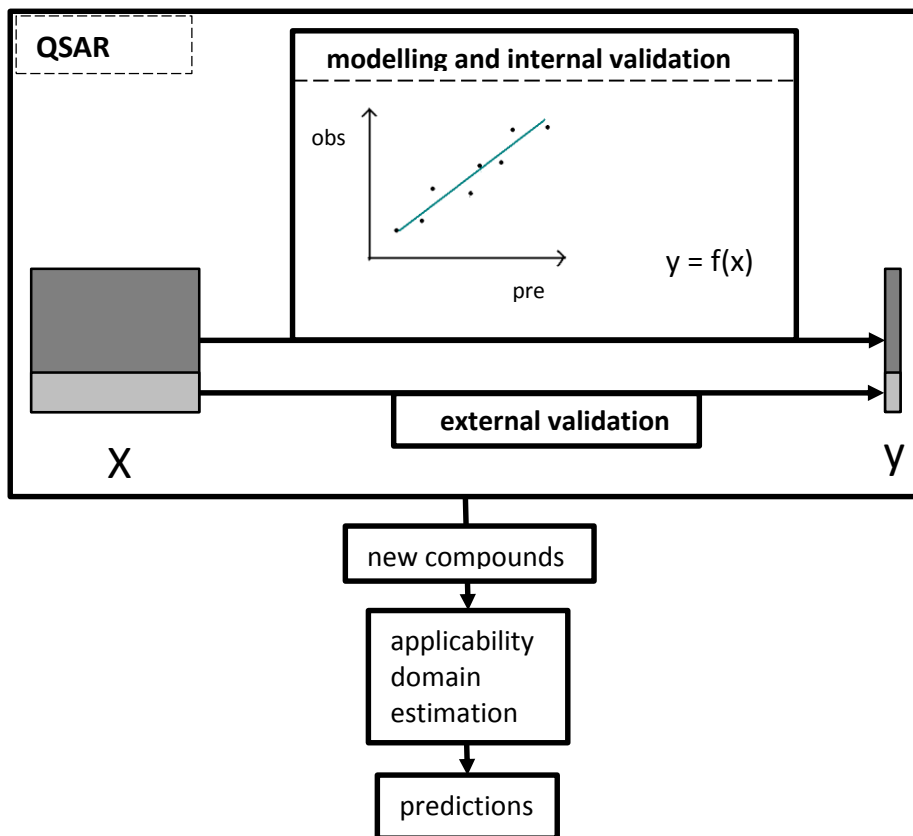 QSAR
modelling and internal validation
obs
y = f(x)
pre
external validation
X
y
new compounds
applicability
domain
estimation
predictions